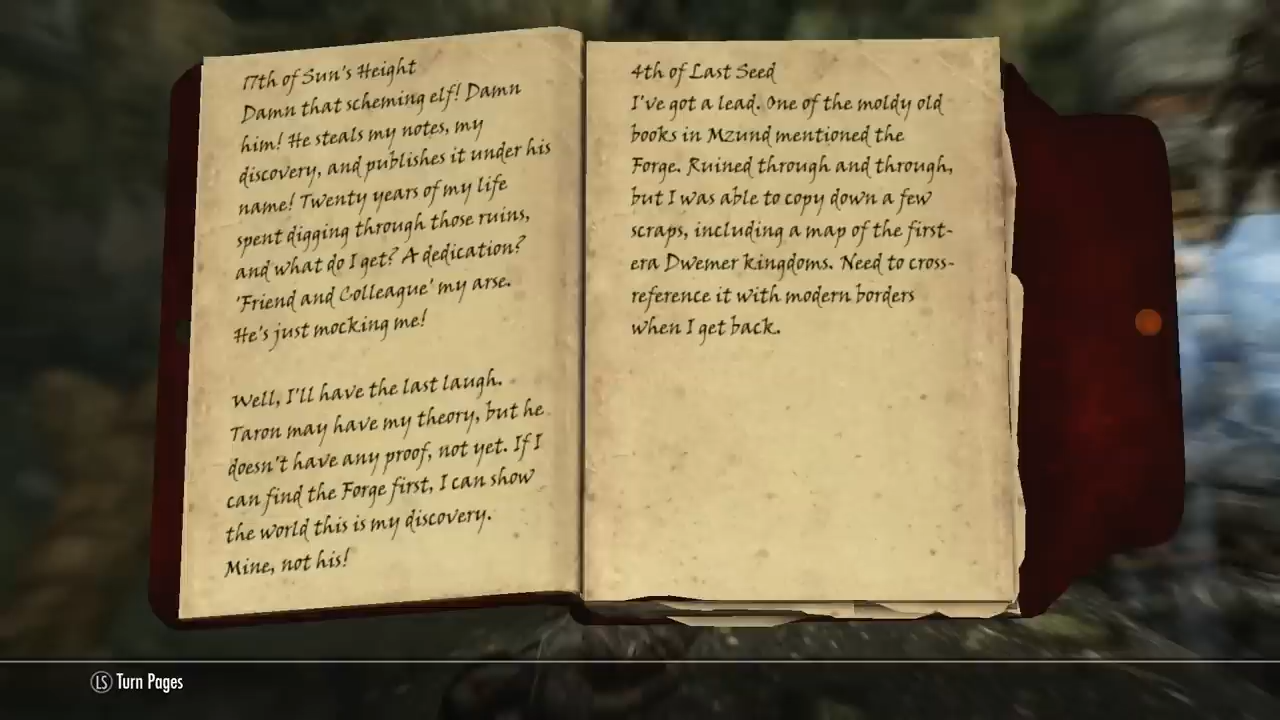 17th of Sun's Height
Damn that scheming elf! Damn
him! He steals my notes, my
discovery, and publishes it under his
name! Twenty years of my life
spent digging through those ruins,
and what do I get? A dedication?
'Friend and Colleague' my arse.
He's just mocking me!
Well, I'll have the last laugh.
Taron may have my theory, but he
doesn't have any proof, not yet. If I
can find the Forge first, I can show
the world this is my discovery.
Mine, not his!
4th of Last Seed
I've got a lead. One of the moldy old
books in Mzund mentioned the
Forge. Ruined through and through,
but I was able to copy down a few
scraps, including a map of the first-
era Dwemer kingdoms. Need to cross-
reference it with modern borders
when I get back.
LS Turn Pages